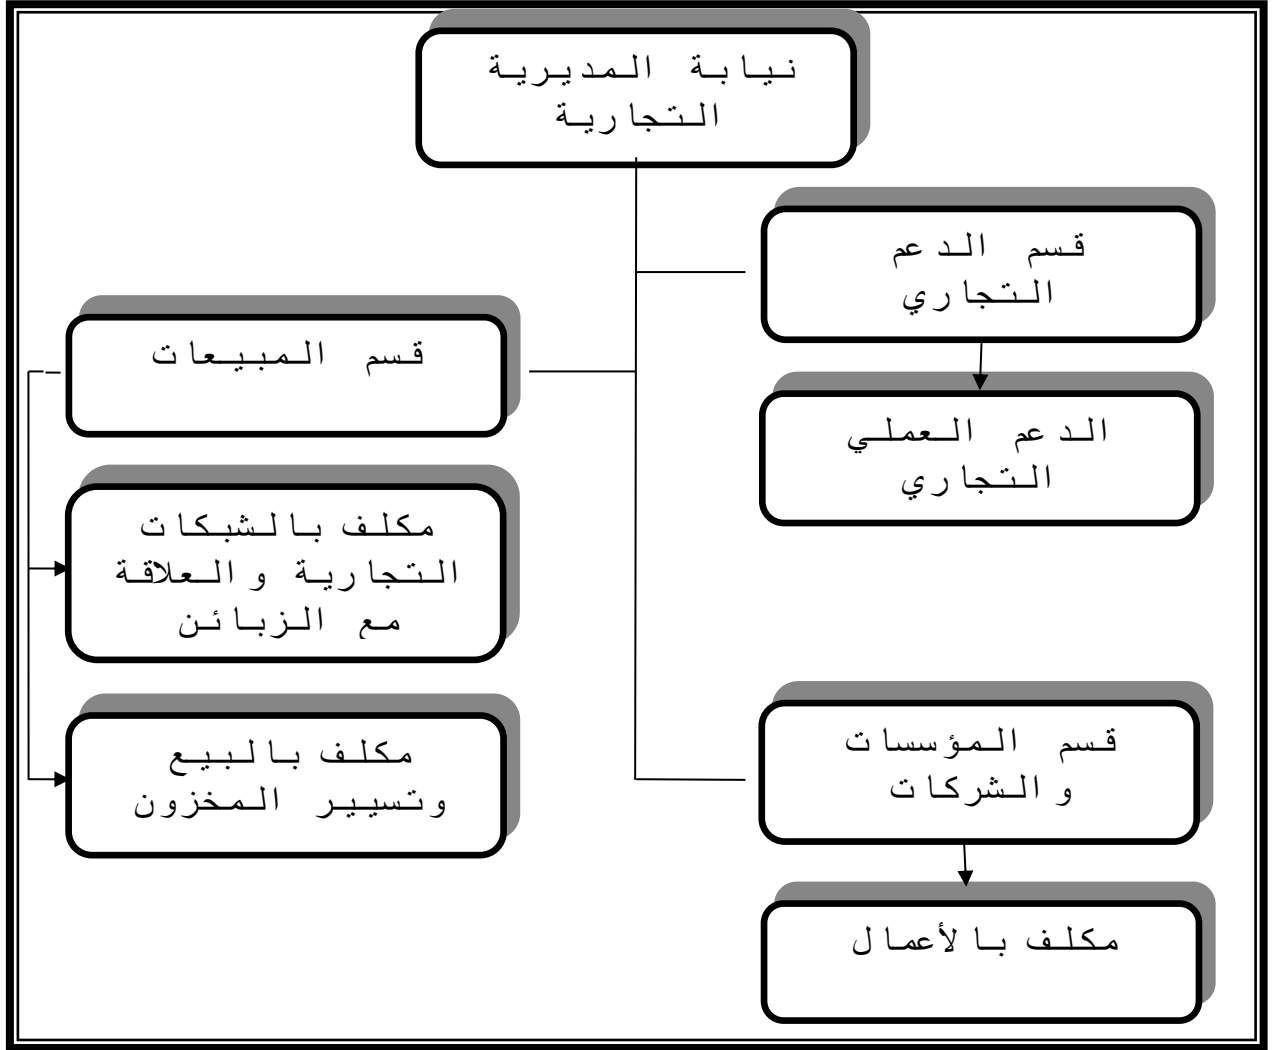 نيابة المديرية
التجارية
قسم الدعم
التجاري
قسم المبيعات
الدعم العملي
التجاري
مكلف بالشبكات
التجارية والعلاقة
مع الزبائن
قسم المؤسسات
والشركات
مكلف بالبيع
وتسيير المخزون
مكلف بالأعمال